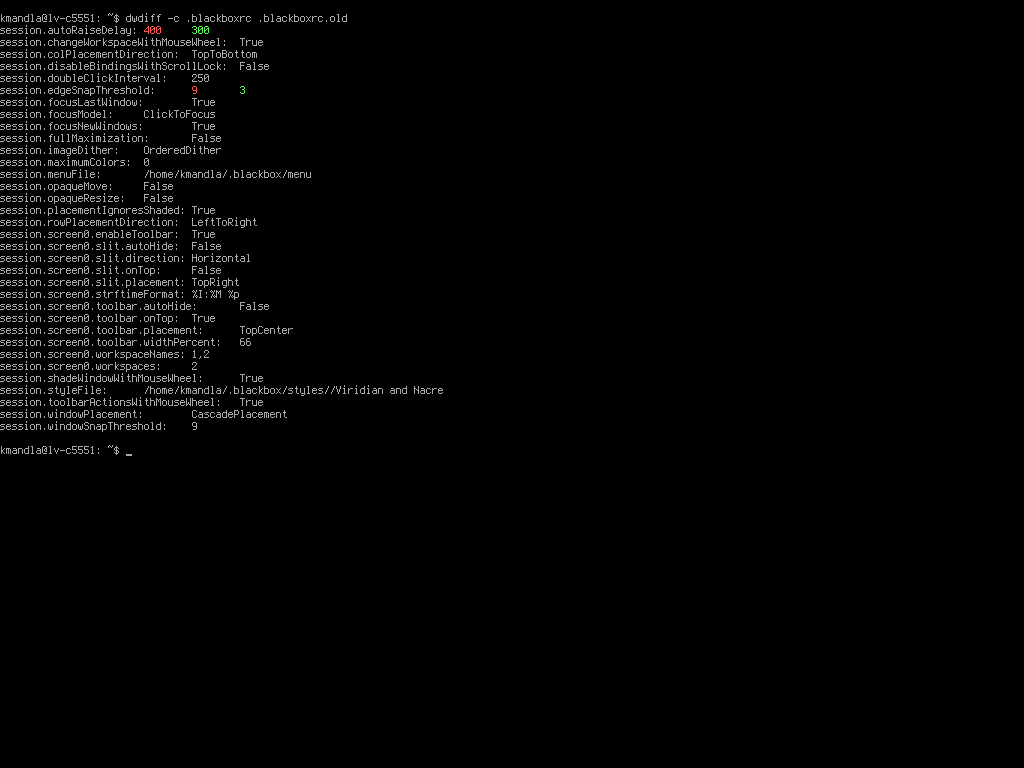 kmandla@lv-c5551: ~$ dwdiff -c .blackboxrc .blackboxrc.old
session.autoRaiseDelay: 400     300
session.changeWorkspaceWithMouseWheel:  True
session.colPlacementDirection:  TopToBottom
session.disableBindingsWithScrollLock:  False
session.doubleClickInterval:    250
session.edgeSnapThreshold:      9       3
session.focusLastWindow:        True
session.focusModel:     ClickToFocus
session.focusNewWindows:        True
session.fullMaximization:       False
session.imageDither:    OrderedDither
session.maximumColors:  0
session.menuFile:       /home/kmandla/.blackbox/menu
session.opaqueMove:     False
session.opaqueResize:   False
session.placementIgnoresShaded: True
session.rowPlacementDirection:  LeftToRight
session.screen0.enableToolbar:  True
session.screen0.slit.autoHide:  False
session.screen0.slit.direction: Horizontal
session.screen0.slit.onTop:     False
session.screen0.slit.placement: TopRight
session.screen0.strftimeFormat: %I:%M %p
session.screen0.toolbar.autoHide:       False
session.screen0.toolbar.onTop:  True
session.screen0.toolbar.placement:      TopCenter
session.screen0.toolbar.widthPercent:   66
session.screen0.workspaceNames: 1,2
session.screen0.workspaces:     2
session.shadeWindowWithMouseWheel:      True
session.styleFile:      /home/kmandla/.blackbox/styles//Viridian and Nacre
session.toolbarActionsWithMouseWheel:   True
session.windowPlacement:        CascadePlacement
session.windowSnapThreshold:    9
kmandla@lv-c5551: ~$ _